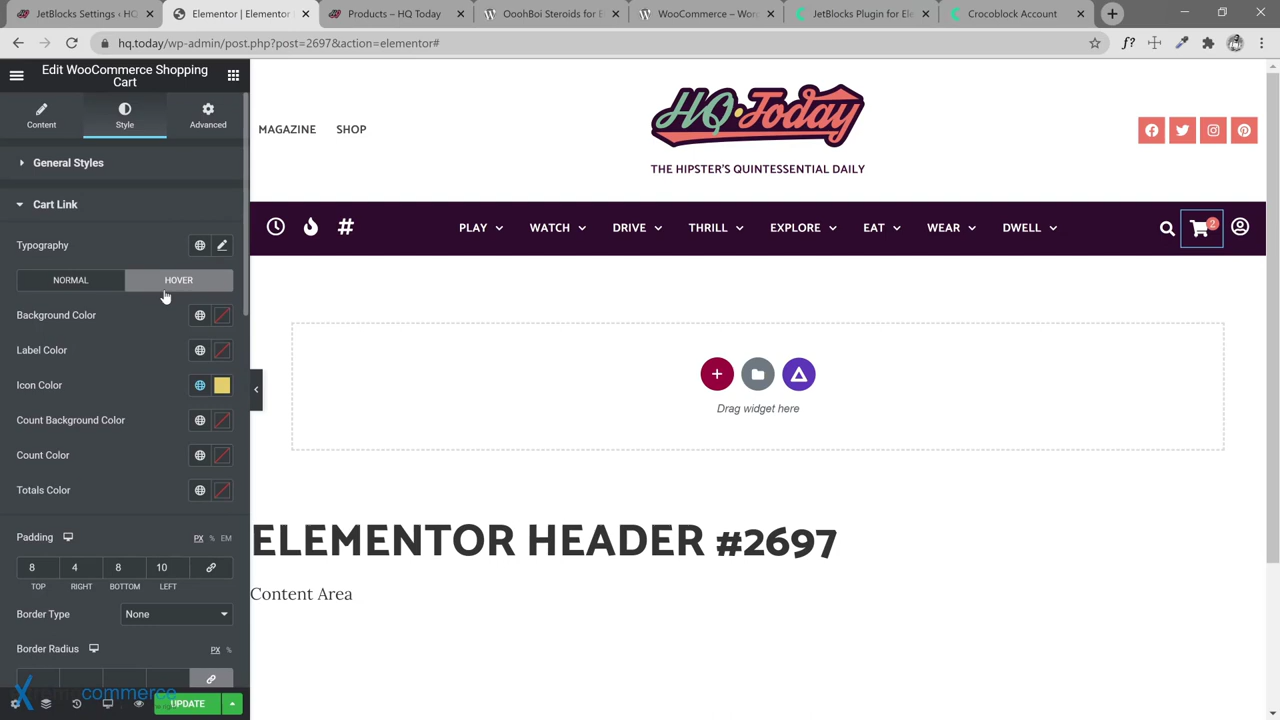 JetBlocks Settings ‹ HQ
Elementor | Elementor
Products – HQ Today
OoohBoi Steroids for E
WooCommerce – Wor
JetBlocks Plugin for Ele
Crocoblock Account
hq.today/wp-admin/post.php?post=2697&action=elementor#
Edit WooCommerce Shopping
Cart
Content
Style
Advanced
General Styles
Cart Link
Typography
NORMAL
HOVER
Background Color
Label Color
Icon Color
Count Background Color
Count Color
Totals Color
Padding
PX % EM
8 4 8 10
TOP RIGHT BOTTOM LEFT
Border Type
None
Border Radius
PX %
UPDATE
MAGAZINE SHOP
HQ Today
THE HIPSTER'S QUINTESSENTIAL DAILY
PLAY WATCH DRIVE THRILL EXPLORE EAT WEAR DWELL
2
Drag widget here
ELEMENTOR HEADER #2697
Content Area